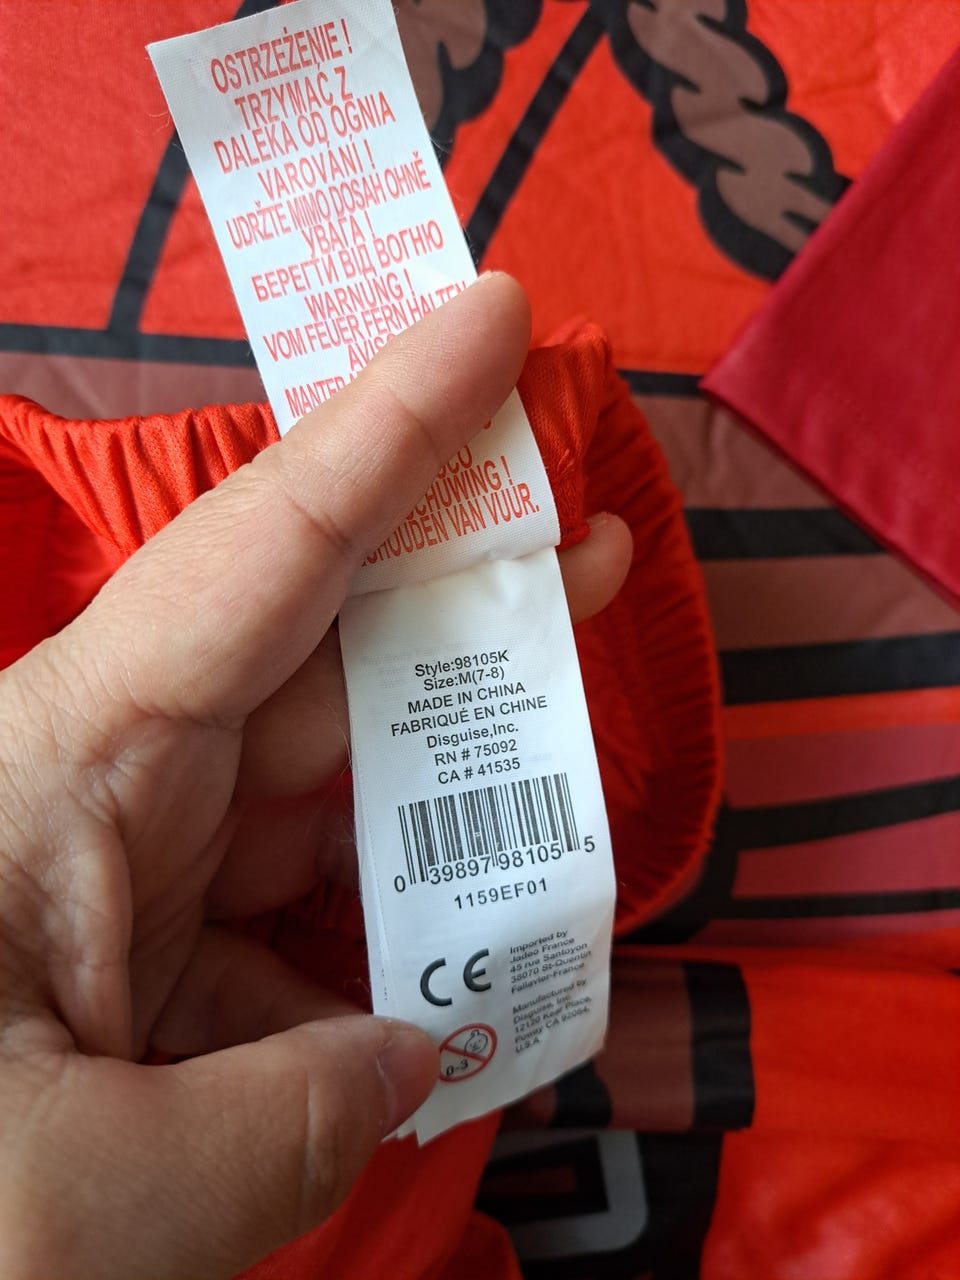 OSTRZEŻENIE !
TRZYMAĆ Z
DALEKA OD OGNIA
VAROVÁNÍ !
UDRŽTE MIMO DOSAH OHNĚ
УВАГА !
БЕРЕГТИ ВІД ВОГНЮ
WARNUNG !
VOM FEUER FERN HALTEN
VUUR.
HOUDEN VAN
Style:98105K
Size:M(7-8)
MADE IN CHINA
FABRIQUÉ EN CHINE
Disguise,Inc.
RN # 75092
CA # 41535
0 39897 98105 5
1159EF01
CE
Imported by
Jadeo France
45 rue Santoyon
38070 St-Quentin
Fallavier-France
Manufactured by
Disguise, Inc.
12120 Kear Place,
Poway CA 92064,
U.S.A.
0-3